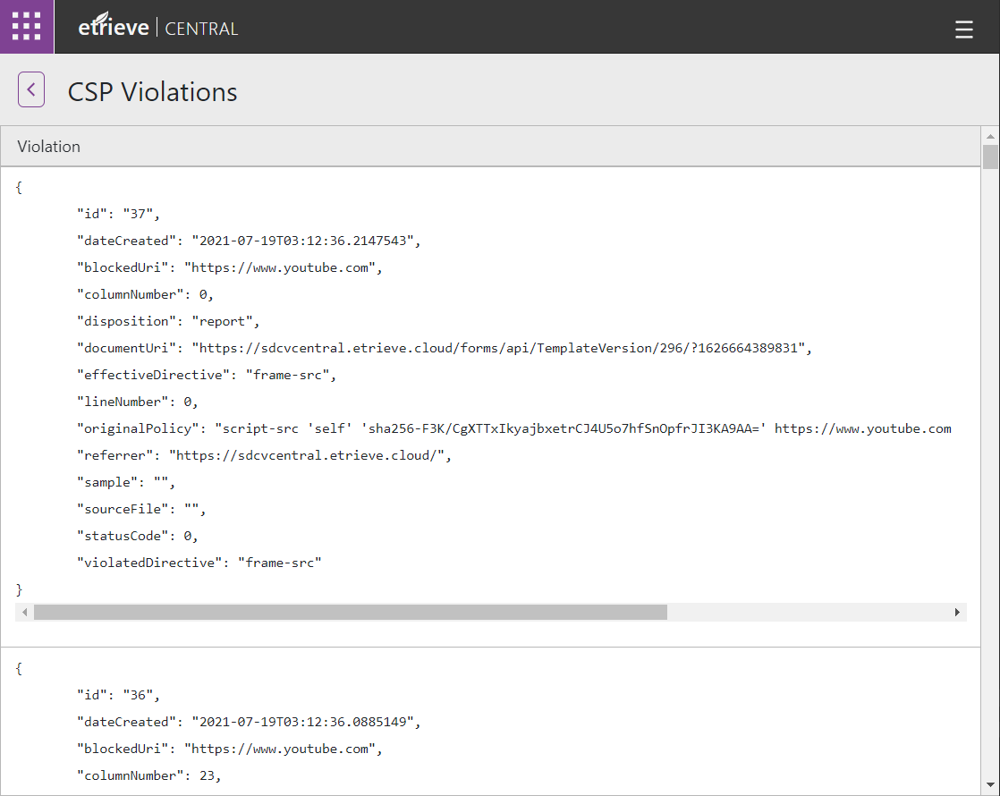 etrieve CENTRAL
CSP Violations
Violation
{
"id": "37",
"dateCreated": "2021-07-19T03:12:36.2147543",
"blockedUri": "https://www.youtube.com",
"columnNumber": 0,
"disposition": "report",
"documentUri": "https://sdcvcentral.etrieve.cloud/forms/api/TemplateVersion/296/?1626664389831",
"effectiveDirective": "frame-src",
"lineNumber": 0,
"originalPolicy": "script-src 'self' 'sha256-F3K/CgXTTxIkyajbxetrCJ4U5o7hfSnOpfrJI3KA9AA=' https://www.youtube.com
"referrer": "https://sdcvcentral.etrieve.cloud/",
"sample": "",
"sourceFile": "",
"statusCode": 0,
"violatedDirective": "frame-src"
}
{
"id": "36",
"dateCreated": "2021-07-19T03:12:36.0885149",
"blockedUri": "https://www.youtube.com",
"columnNumber": 23,